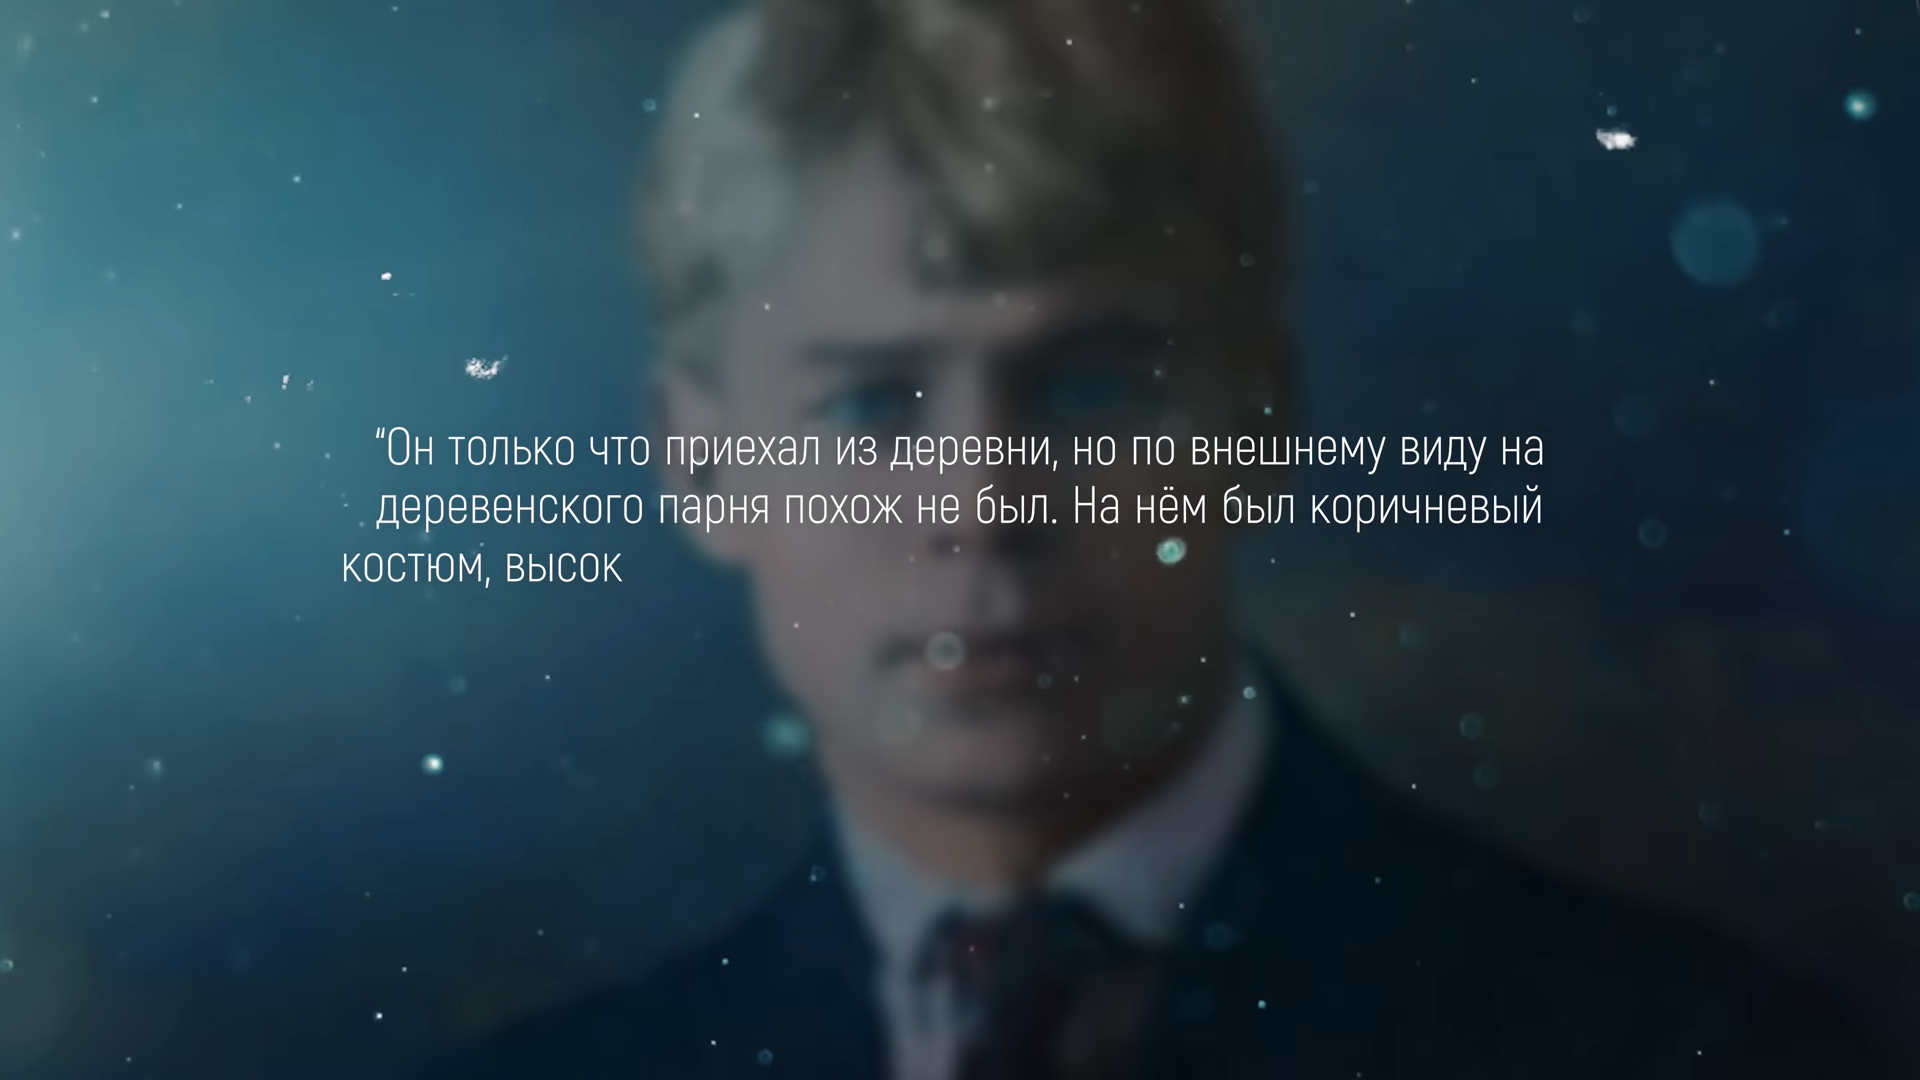 “Он только что приехал из деревни, но по внешнему виду на
деревенского парня похож не был. На нём был коричневый
костюм, высок